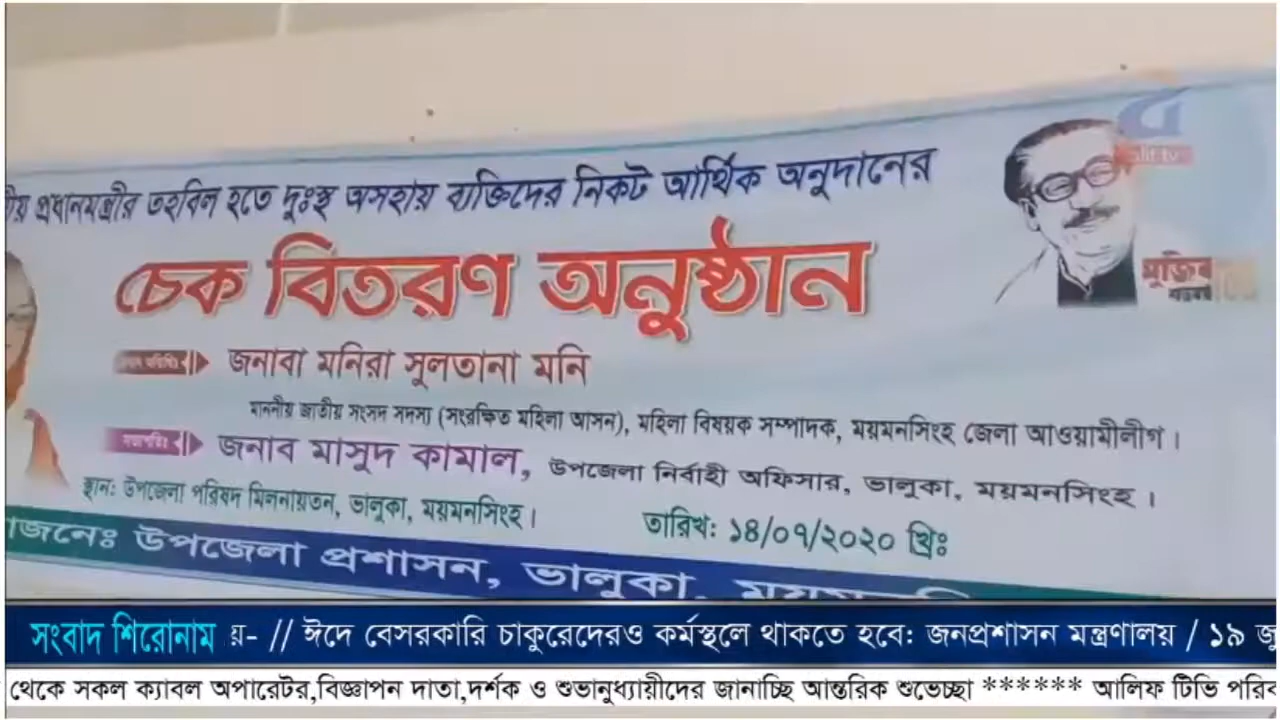 প্রধানমন্ত্রীর তহবিল হতে দুঃস্থ অসহায় ব্যক্তিদের নিকট আর্থিক অনুদানের
চেক বিতরণ অনুষ্ঠান
মুজিব
জনাবা মনিরা সুলতানা মনি
মাননীয় জাতীয় সংসদ সদস্য (সংরক্ষিত মহিলা আসন), মহিলা বিষয়ক সম্পাদক, ময়মনসিংহ জেলা আওয়ামীলীগ।
সভাপতিঃ জনাব মাসুদ কামাল, উপজেলা নির্বাহী অফিসার, ভালুকা, ময়মনসিংহ।
স্থান: উপজেলা পরিষদ মিলনায়তন, ভালুকা, ময়মনসিংহ।
তারিখ: ১৪/০৭/২০২০ খ্রিঃ
উপজেলা প্রশাসন, ভালুকা,
সংবাদ শিরোনাম য়- // ঈদে বেসরকারি চাকুরেদেরও কর্মস্থলে থাকতে হবে: জনপ্রশাসন মন্ত্রণালয় / ১৯ জু
থেকে সকল ক্যাবল অপারেটর,বিজ্ঞাপন দাতা,দর্শক ও শুভানুধ্যায়ীদের জানাচ্ছি আন্তরিক শুভেচ্ছা ****** আলিফ টিভি পরিব